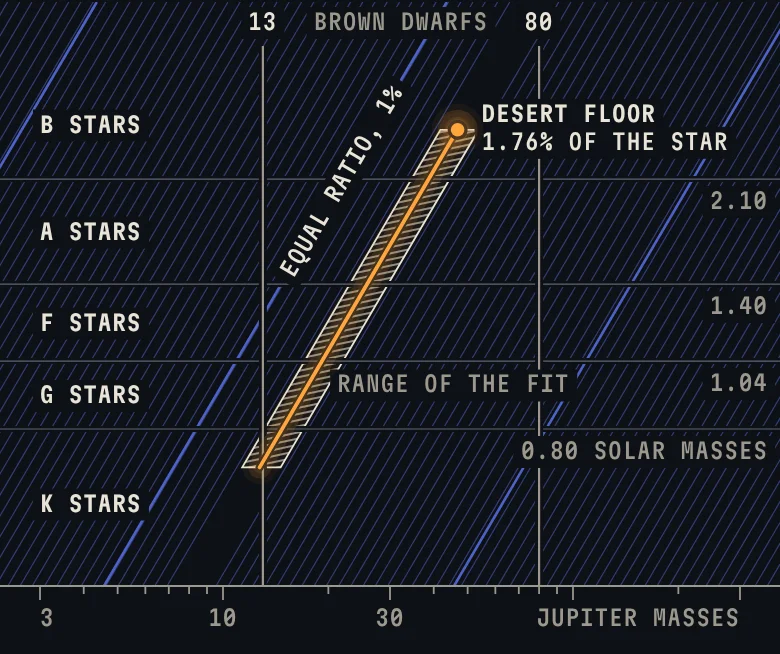 13 BROWN DWARFS 80
B STARS
DESERT FLOOR
1.76% OF THE STAR
EQUAL RATIO, 1%
2.10
A STARS
1.40
F STARS
G STARS
RANGE OF THE FIT
1.04
0.80 SOLAR MASSES
K STARS
3 10 30 JUPITER MASSES